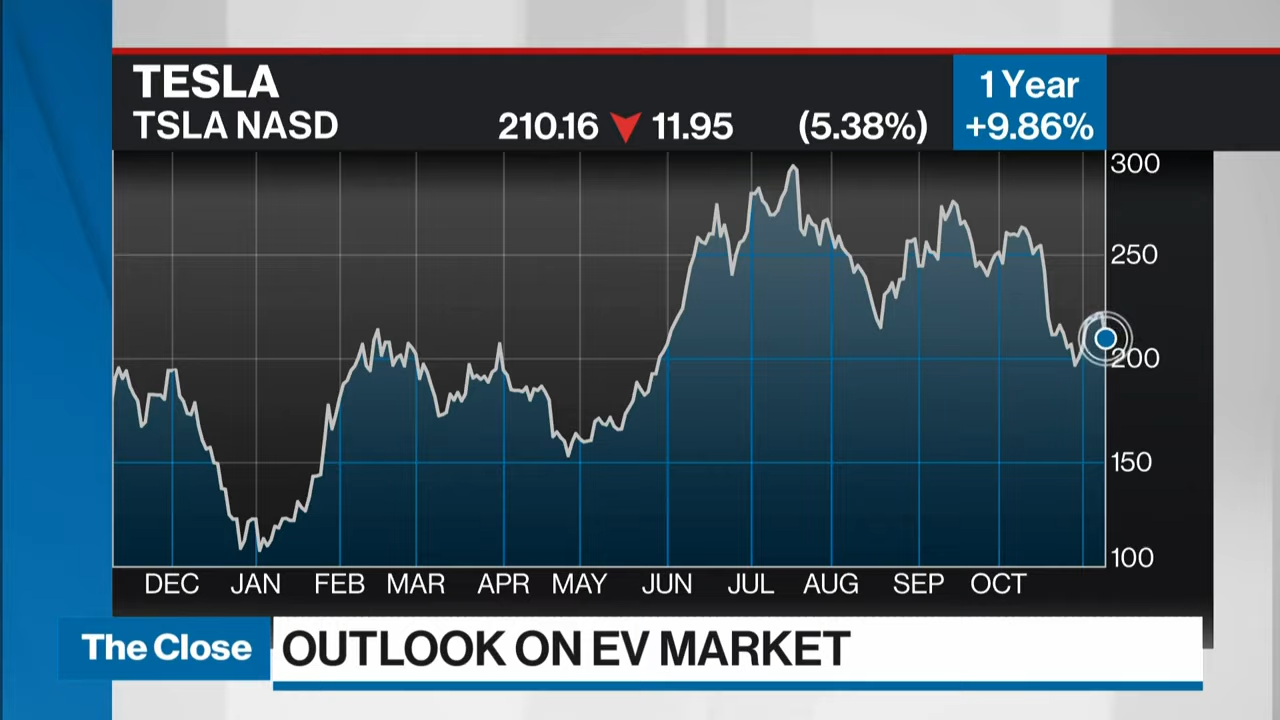 TESLA
TSLA NASD
210.16 ▼ 11.95 (5.38%)
1 Year
+9.86%
300
250
200
150
100
DEC JAN FEB MAR APR MAY JUN JUL AUG SEP OCT
The Close
OUTLOOK ON EV MARKET